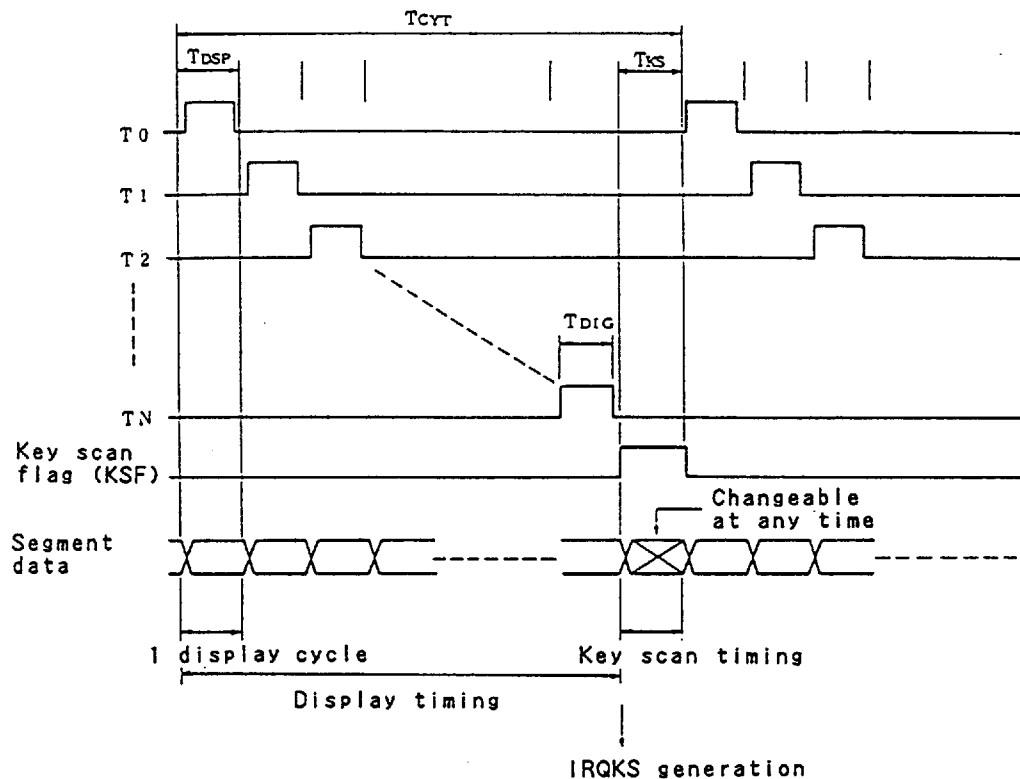 TCYT
TDSP
TKS
T0
T1
T2
TDIG
TN
Key scan
flag (KSF)
Changeable
at any time
Segment
data
1 display cycle
Key scan timing
Display timing
IRQKS generation